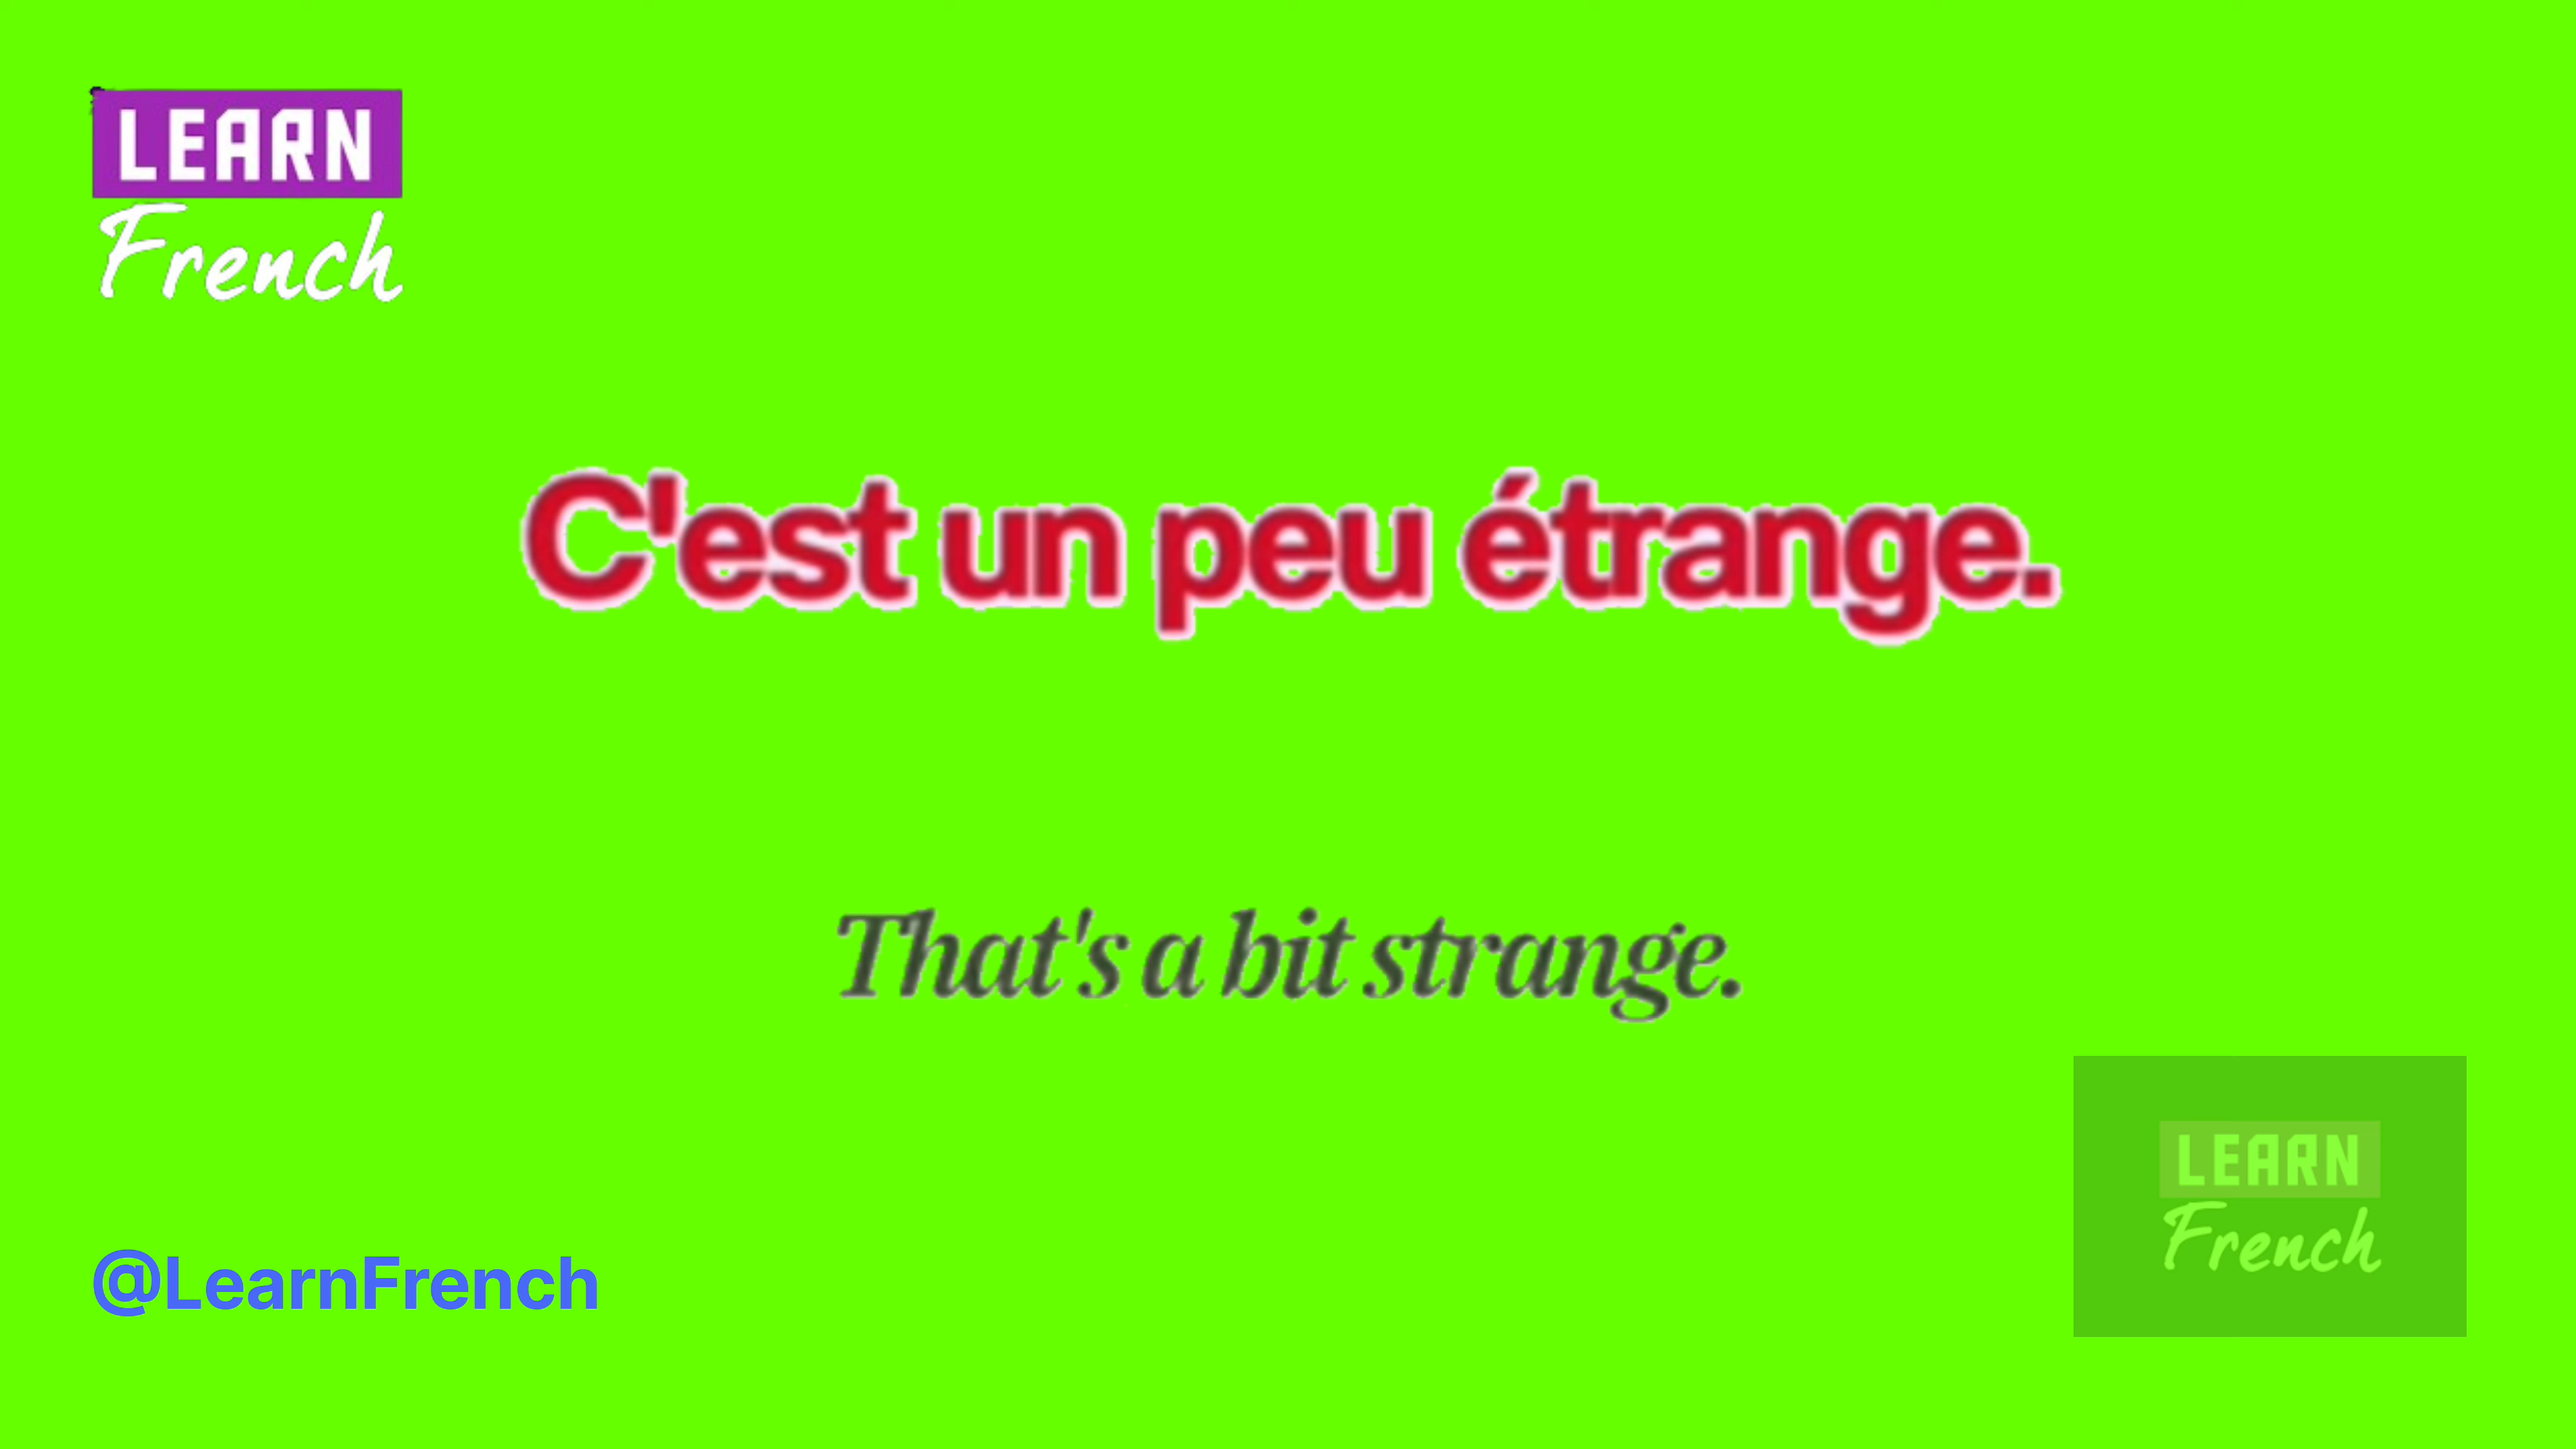 LEARN
French
C'est un peu étrange.
That's a bit strange.
LEARN
French
@LearnFrench